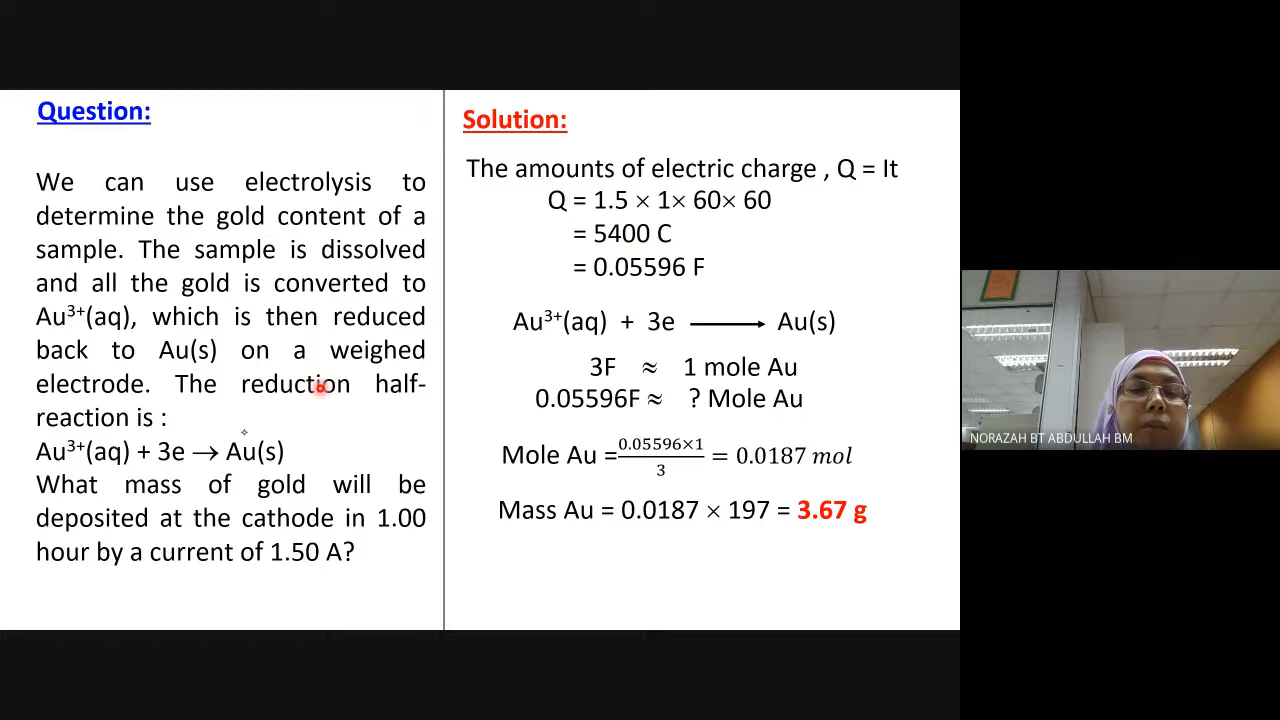 Question:
We can use electrolysis to
determine the gold content of a
sample. The sample is dissolved
and all the gold is converted to
Au³⁺(aq), which is then reduced
back to Au(s) on a weighed
electrode. The reduction half-
reaction is :
Au³⁺(aq) + 3e → Au(s)
What mass of gold will be
deposited at the cathode in 1.00
hour by a current of 1.50 A?
Solution:
The amounts of electric charge , Q = It
Q = 1.5 × 1× 60× 60
= 5400 C
= 0.05596 F
Au³⁺(aq) + 3e ⟶ Au(s)
3F ≈ 1 mole Au
0.05596F ≈ ? Mole Au
Mole Au = 0.05596×1 / 3 = 0.0187 mol
Mass Au = 0.0187 × 197 = 3.67 g
NORAZAH BT ABDULLAH BM